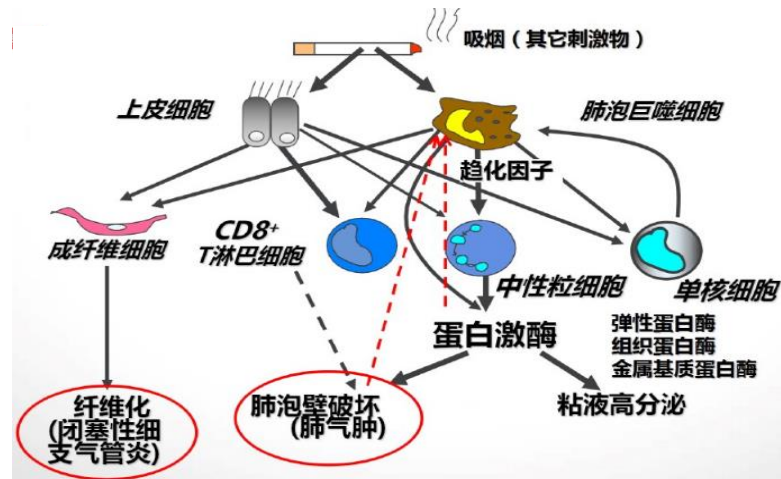 吸烟（其它刺激物）
上皮细胞
肺泡巨噬细胞
趋化因子
成纤维细胞
CD8+
T淋巴细胞
中性粒细胞
单核细胞
蛋白激酶
弹性蛋白酶
组织蛋白酶
金属基质蛋白酶
纤维化
(闭塞性细
支气管炎)
肺泡壁破坏
(肺气肿)
粘液高分泌